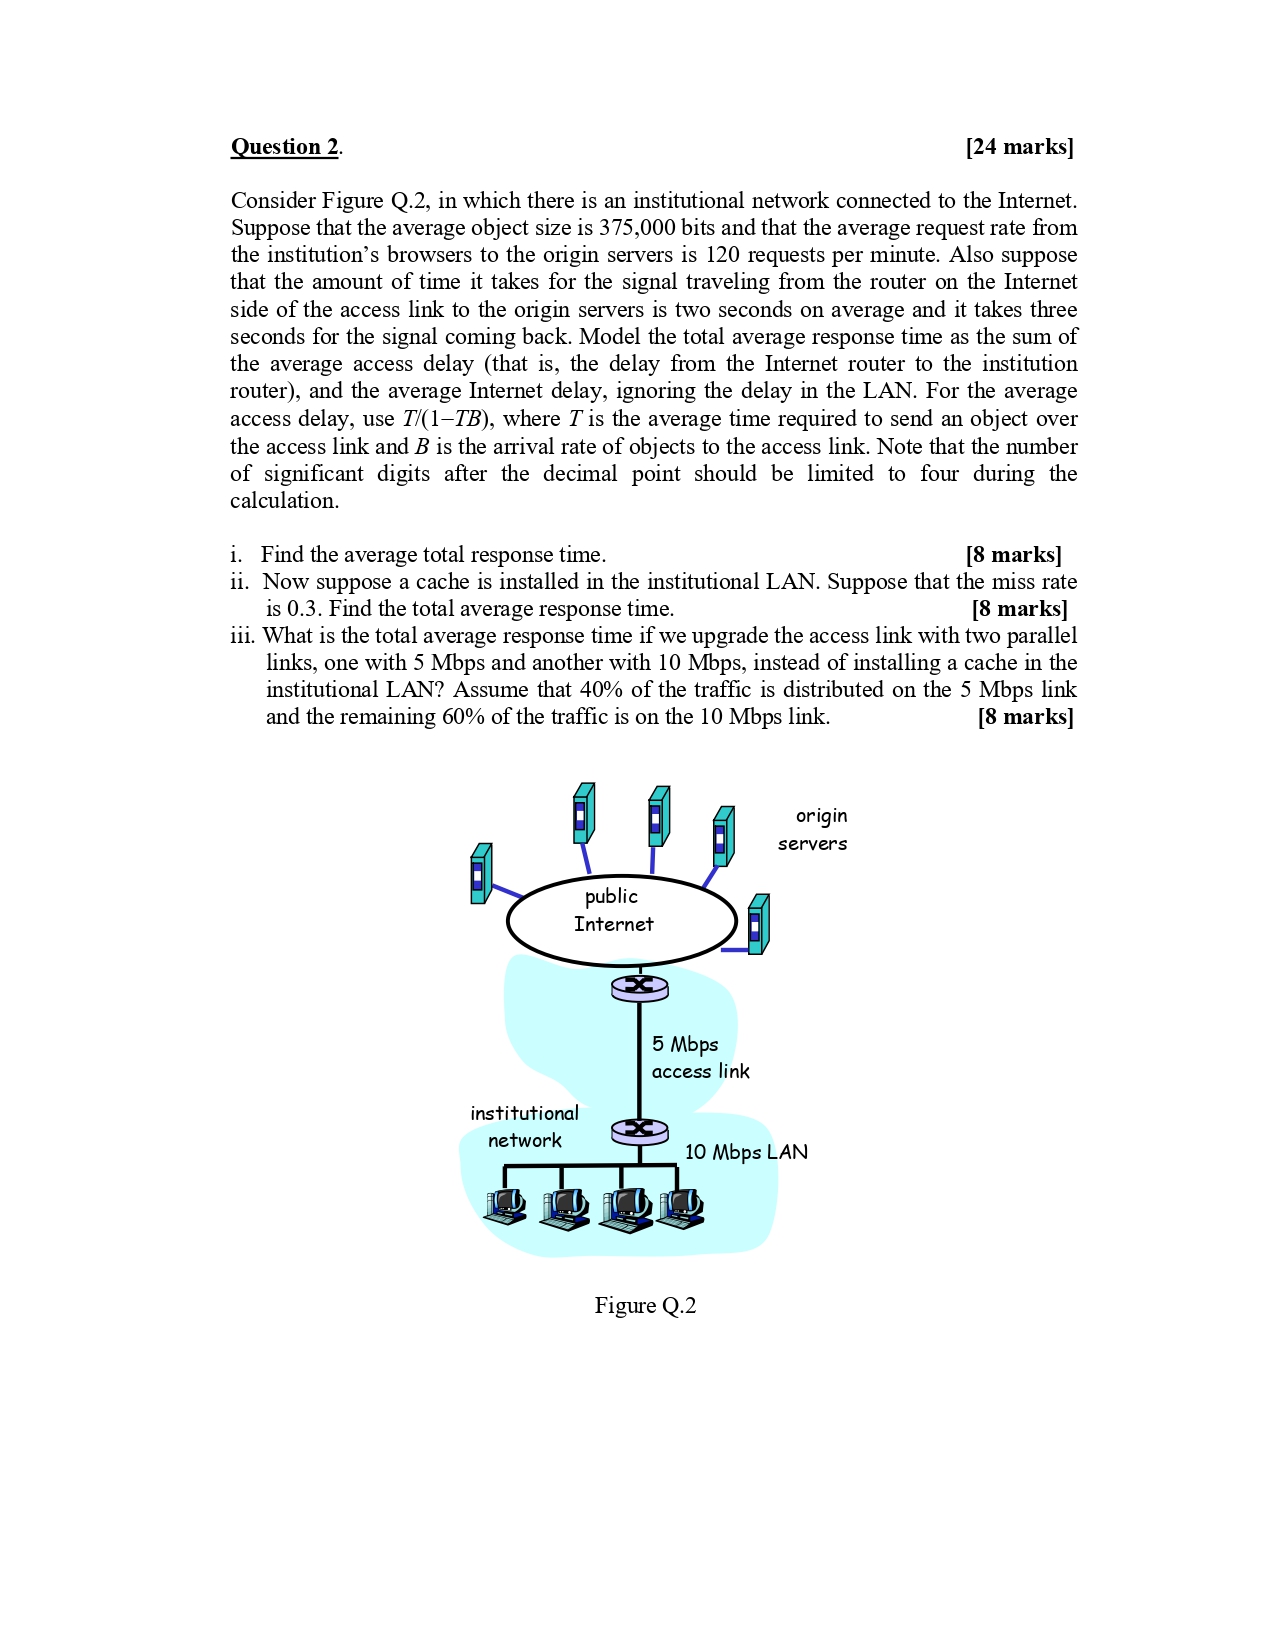 Question 2. [24 marks]
Consider Figure Q.2, in which there is an institutional network connected to the Internet.
Suppose that the average object size is 375,000 bits and that the average request rate from
the institution’s browsers to the origin servers is 120 requests per minute. Also suppose
that the amount of time it takes for the signal traveling from the router on the Internet
side of the access link to the origin servers is two seconds on average and it takes three
seconds for the signal coming back. Model the total average response time as the sum of
the average access delay (that is, the delay from the Internet router to the institution
router), and the average Internet delay, ignoring the delay in the LAN. For the average
access delay, use T/(1−TB), where T is the average time required to send an object over
the access link and B is the arrival rate of objects to the access link. Note that the number
of significant digits after the decimal point should be limited to four during the
calculation.
i. Find the average total response time. [8 marks]
ii. Now suppose a cache is installed in the institutional LAN. Suppose that the miss rate
is 0.3. Find the total average response time. [8 marks]
iii. What is the total average response time if we upgrade the access link with two parallel
links, one with 5 Mbps and another with 10 Mbps, instead of installing a cache in the
institutional LAN? Assume that 40% of the traffic is distributed on the 5 Mbps link
and the remaining 60% of the traffic is on the 10 Mbps link. [8 marks]
origin
servers
public
Internet
5 Mbps
access link
institutional
network
10 Mbps LAN
Figure Q.2